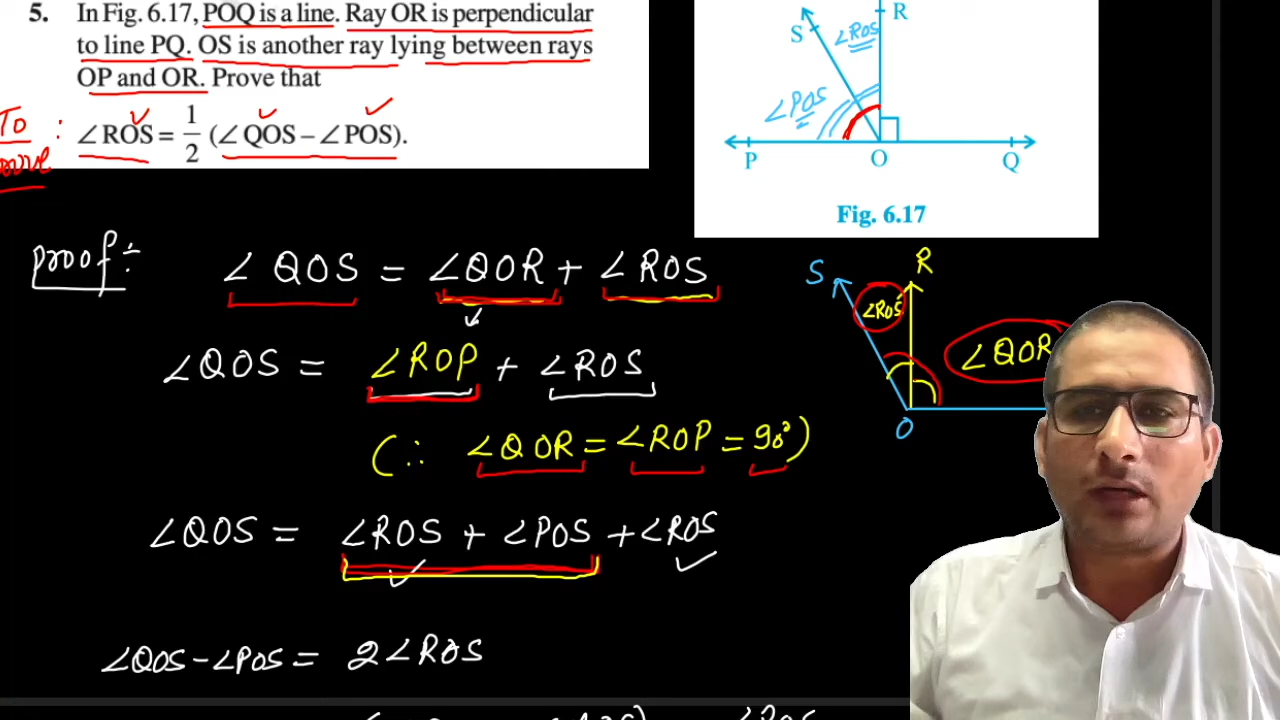 5. In Fig. 6.17, POQ is a line. Ray OR is perpendicular
to line PQ. OS is another ray lying between rays
OP and OR. Prove that
To : ∠ROS = 1/2 (∠QOS – ∠POS).
R
S
∠ROS
∠POS
P
O
Q
Fig. 6.17
Proof :-
∠QOS = ∠QOR + ∠ROS
∠QOS = ∠ROP + ∠ROS
(∵ ∠QOR = ∠ROP = 90°)
∠QOS = ∠ROS + ∠POS + ∠ROS
∠QOS - ∠POS = 2∠ROS
S
R
∠ROS
∠QOR
O